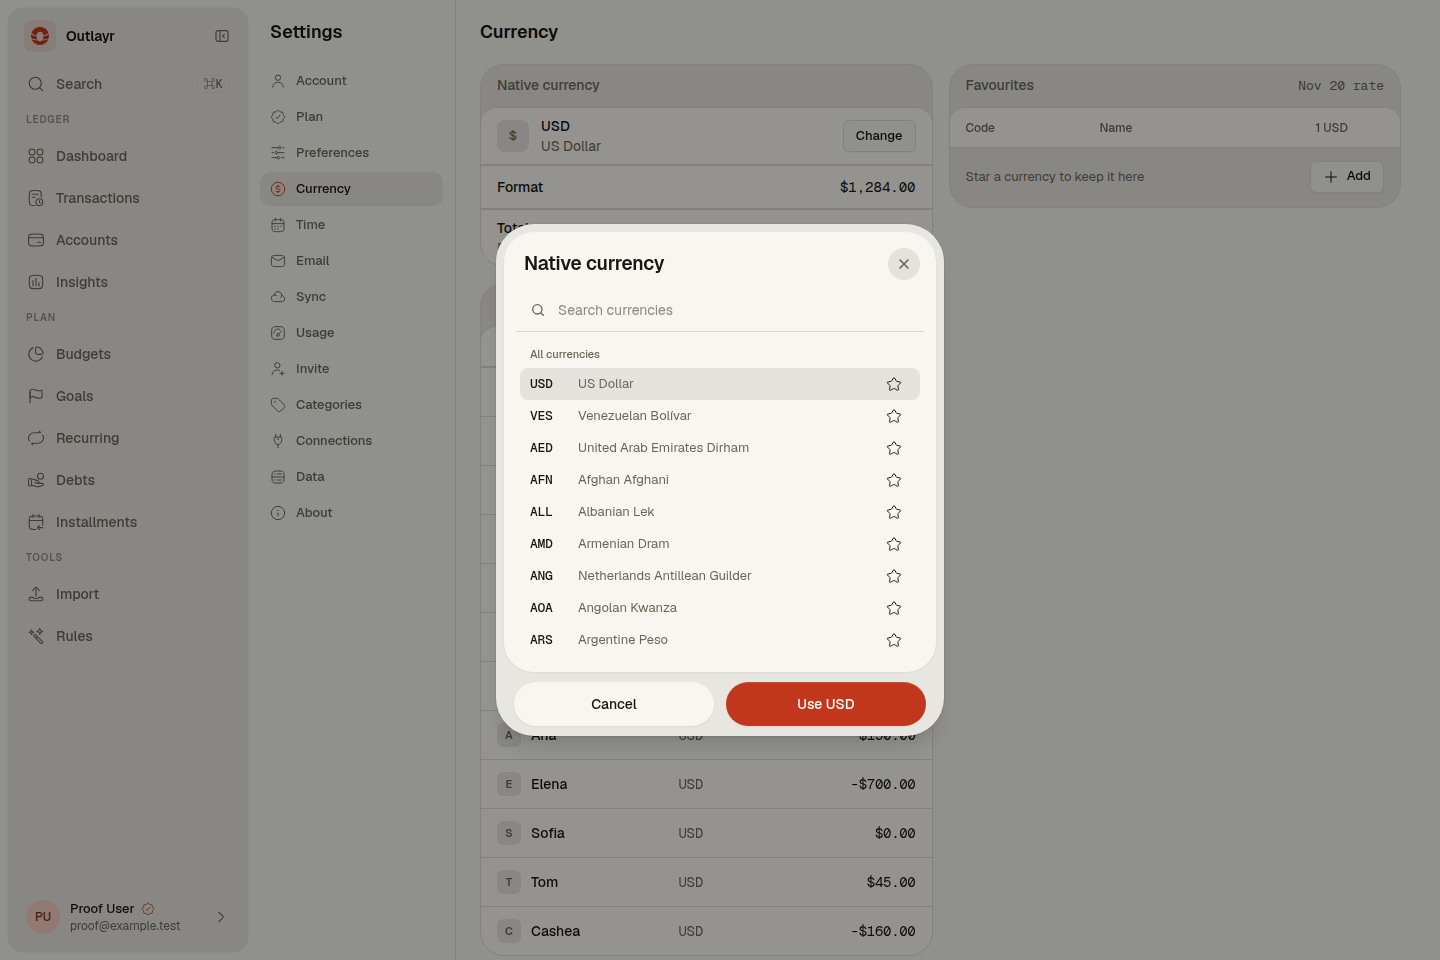 Outlayr
Search
⌘K
LEDGER
Dashboard
Transactions
Accounts
Insights
PLAN
Budgets
Goals
Recurring
Debts
Installments
TOOLS
Import
Rules
PU
Proof User
proof@example.test
Settings
Account
Plan
Preferences
Currency
Time
Email
Sync
Usage
Invite
Categories
Connections
Data
About
Currency
Native currency
$
USD
US Dollar
Change
Format
$1,284.00
Favourites
Nov 20 rate
Code
Name
1 USD
Star a currency to keep it here
Add
Native currency
Search currencies
All currencies
USD US Dollar
VES Venezuelan Bolívar
AED United Arab Emirates Dirham
AFN Afghan Afghani
ALL Albanian Lek
AMD Armenian Dram
ANG Netherlands Antillean Guilder
AOA Angolan Kwanza
ARS Argentine Peso
Cancel
Use USD
E Elena USD -$700.00
S Sofia USD $0.00
T Tom USD $45.00
C Cashea USD -$160.00